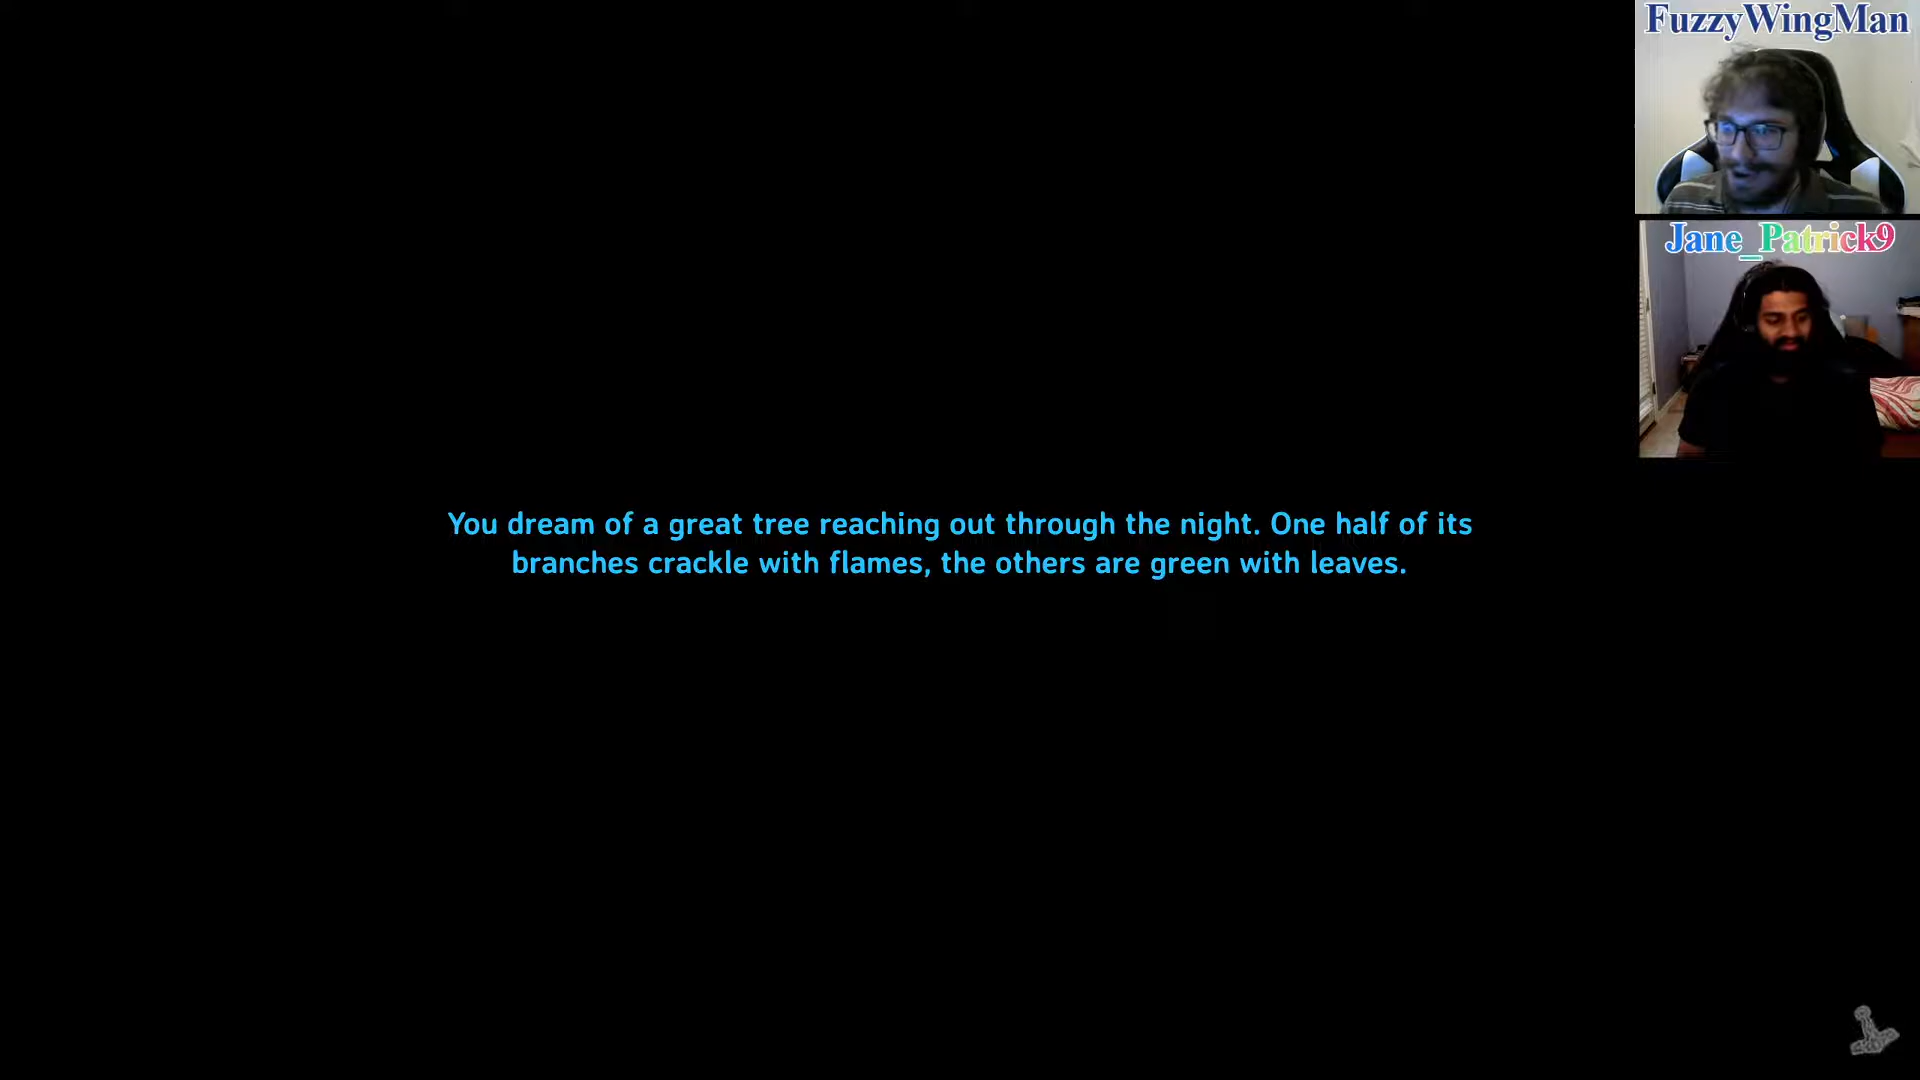 FuzzyWingMan
Jane_Patrick9
You dream of a great tree reaching out through the night. One half of its
branches crackle with flames, the others are green with leaves.